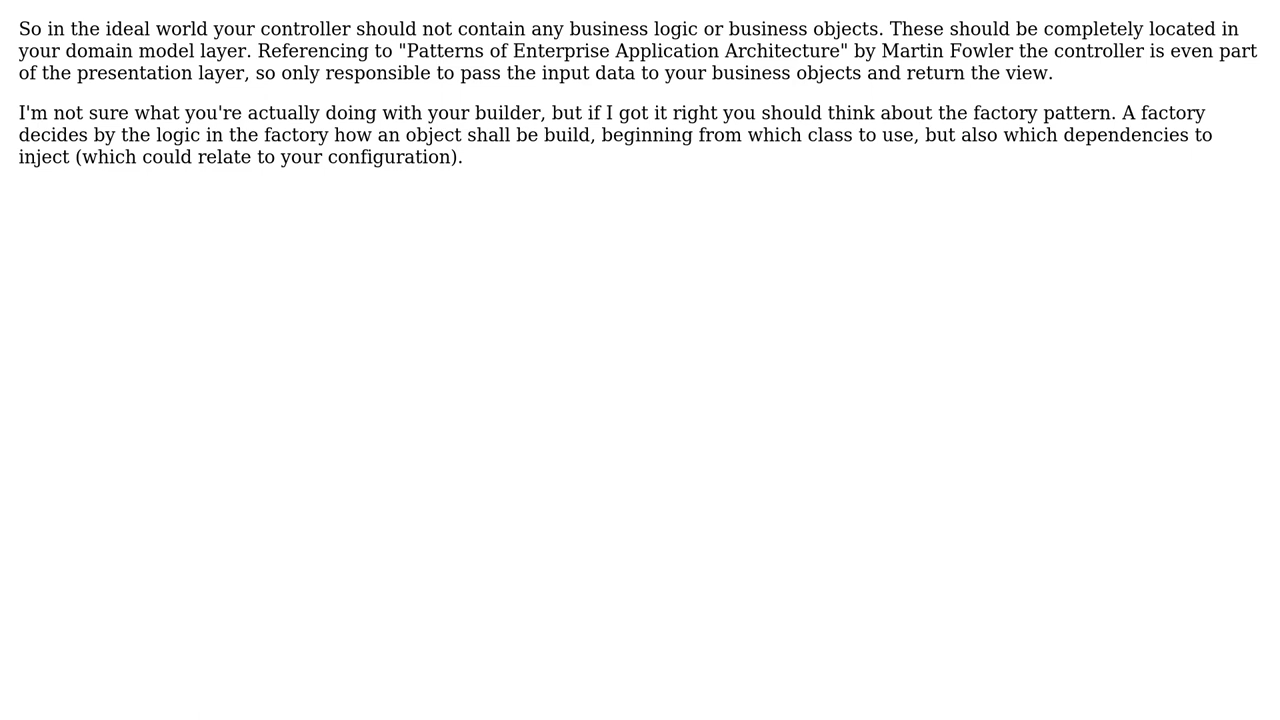 So in the ideal world your controller should not contain any business logic or business objects. These should be completely located in
your domain model layer. Referencing to "Patterns of Enterprise Application Architecture" by Martin Fowler the controller is even part
of the presentation layer, so only responsible to pass the input data to your business objects and return the view.
I'm not sure what you're actually doing with your builder, but if I got it right you should think about the factory pattern. A factory
decides by the logic in the factory how an object shall be build, beginning from which class to use, but also which dependencies to
inject (which could relate to your configuration).